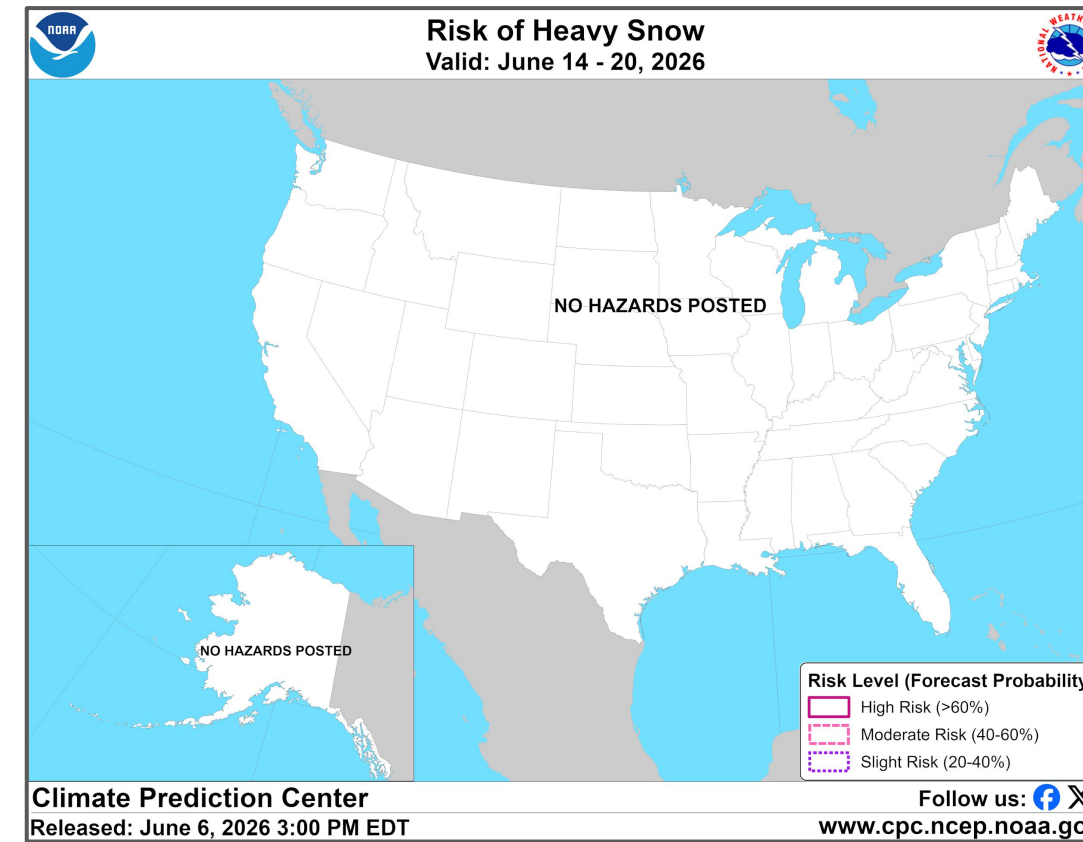 NOAA
Risk of Heavy Snow
Valid: June 14 - 20, 2026
NO HAZARDS POSTED
NO HAZARDS POSTED
Risk Level (Forecast Probability
High Risk (>60%)
Moderate Risk (40-60%)
Slight Risk (20-40%)
Climate Prediction Center
Follow us:
Released: June 6, 2026 3:00 PM EDT
www.cpc.ncep.noaa.go